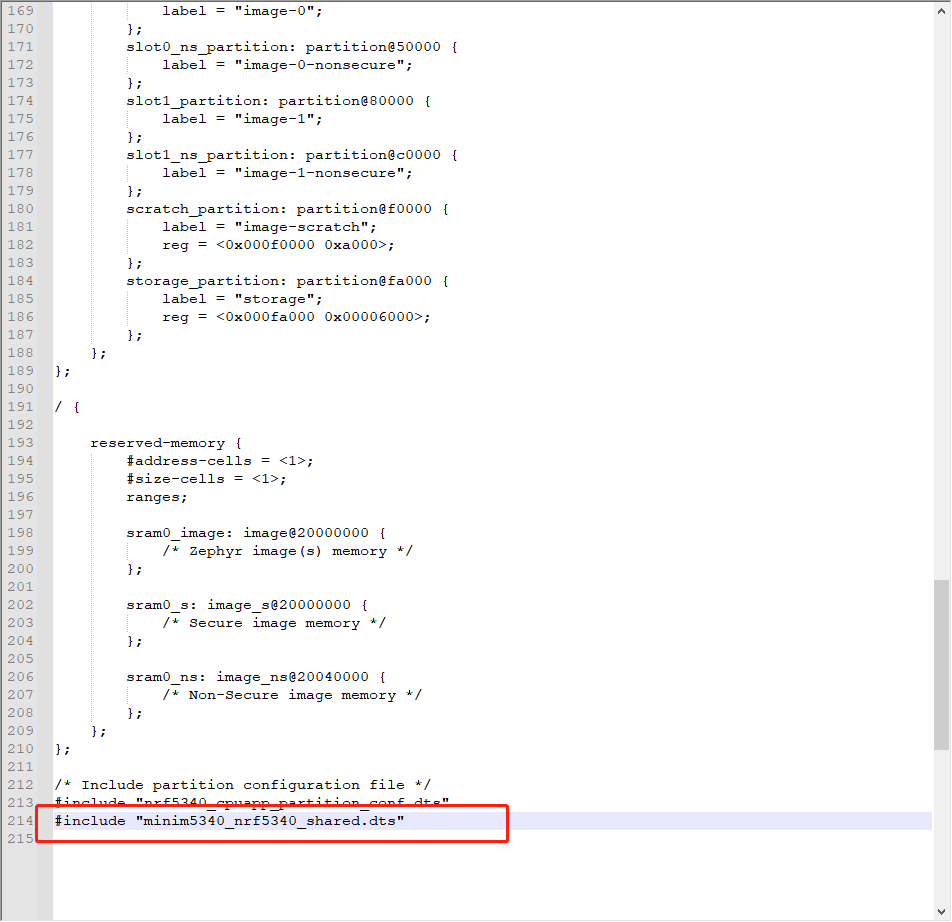 169             label = "image-0";
170         };
171         slot0_ns_partition: partition@50000 {
172             label = "image-0-nonsecure";
173         };
174         slot1_partition: partition@80000 {
175             label = "image-1";
176         };
177         slot1_ns_partition: partition@c0000 {
178             label = "image-1-nonsecure";
179         };
180         scratch_partition: partition@f0000 {
181             label = "image-scratch";
182             reg = <0x000f0000 0xa000>;
183         };
184         storage_partition: partition@fa000 {
185             label = "storage";
186             reg = <0x000fa000 0x00006000>;
187         };
188     };
189 };
190
191 / {
192
193     reserved-memory {
194         #address-cells = <1>;
195         #size-cells = <1>;
196         ranges;
197
198         sram0_image: image@20000000 {
199             /* Zephyr image(s) memory */
200         };
201
202         sram0_s: image_s@20000000 {
203             /* Secure image memory */
204         };
205
206         sram0_ns: image_ns@20040000 {
207             /* Non-Secure image memory */
208         };
209     };
210 };
211
212 /* Include partition configuration file */
213 #include "nrf5340_cpuapp_partition_conf.dts"
214 #include "minim5340_nrf5340_shared.dts"
215